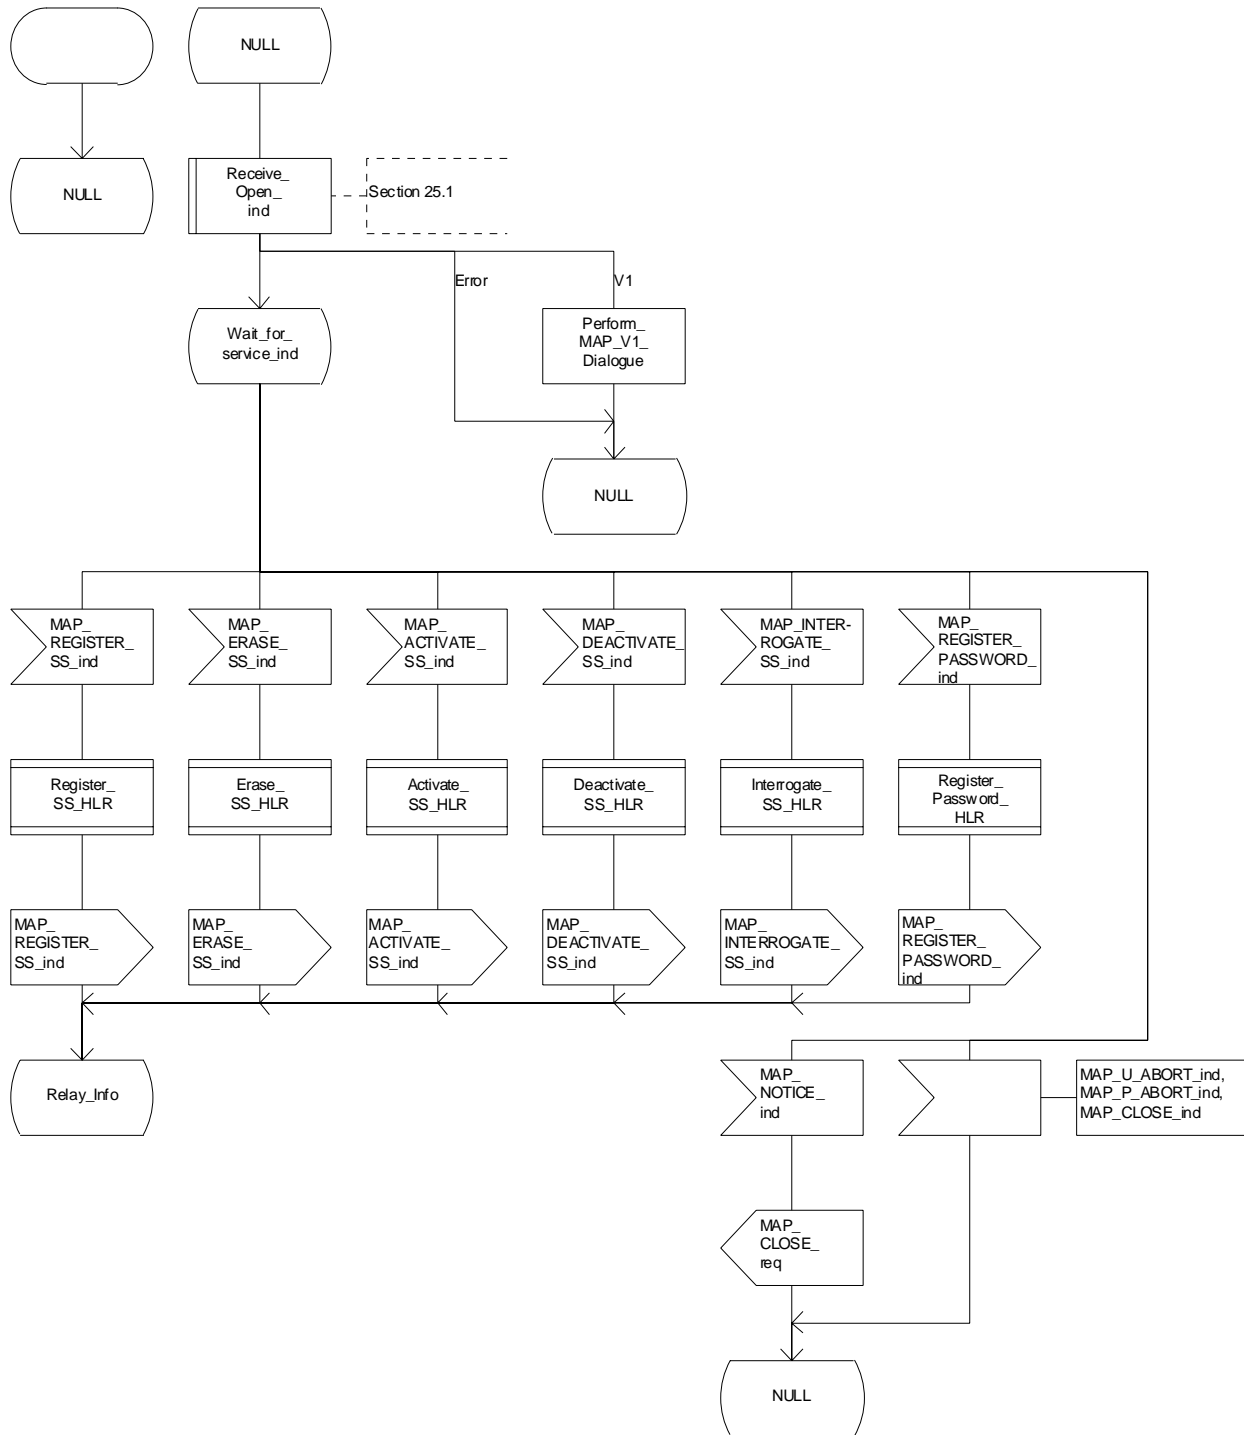 NULL
NULL
Receive_
Open_
ind
Section 25.1
Error
V1
Wait_for_
service_ind
Perform_
MAP_V1_
Dialogue
NULL
MAP_
REGISTER_
SS_ind
MAP_
ERASE_
SS_ind
MAP_
ACTIVATE_
SS_ind
MAP_
DEACTIVATE_
SS_ind
MAP_INTER-
ROGATE_
SS_ind
MAP_
REGISTER_
PASSWORD_
ind
Register_
SS_HLR
Erase_
SS_HLR
Activate_
SS_HLR
Deactivate_
SS_HLR
Interrogate_
SS_HLR
Register_
Password_
HLR
MAP_
REGISTER_
SS_ind
MAP_
ERASE_
SS_ind
MAP_
ACTIVATE_
SS_ind
MAP_
DEACTIVATE_
SS_ind
MAP_
INTERROGATE_
SS_ind
MAP_
REGISTER_
PASSWORD_
ind
Relay_Info
MAP_
NOTICE_
ind
MAP_U_ABORT_ind,
MAP_P_ABORT_ind,
MAP_CLOSE_ind
MAP_
CLOSE_
req
NULL